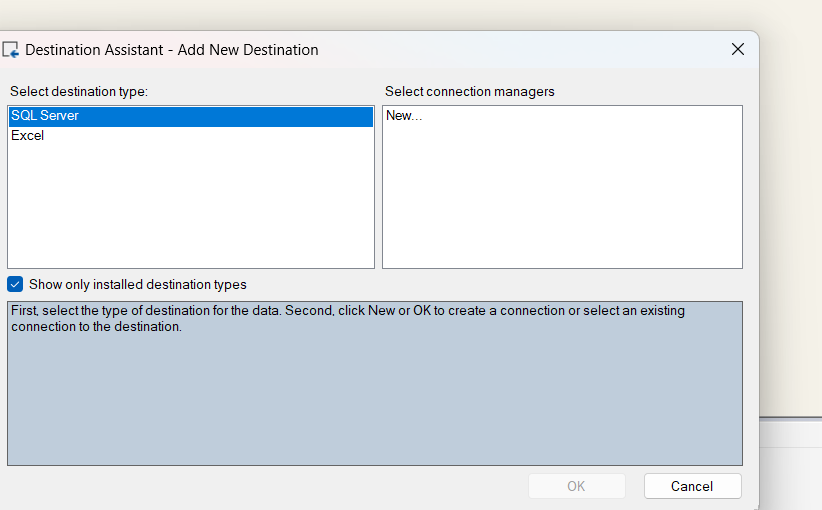 Destination Assistant - Add New Destination
Select destination type:
Select connection managers
SQL Server
New...
Excel
Show only installed destination types
First, select the type of destination for the data. Second, click New or OK to create a connection or select an existing
connection to the destination.
OK
Cancel